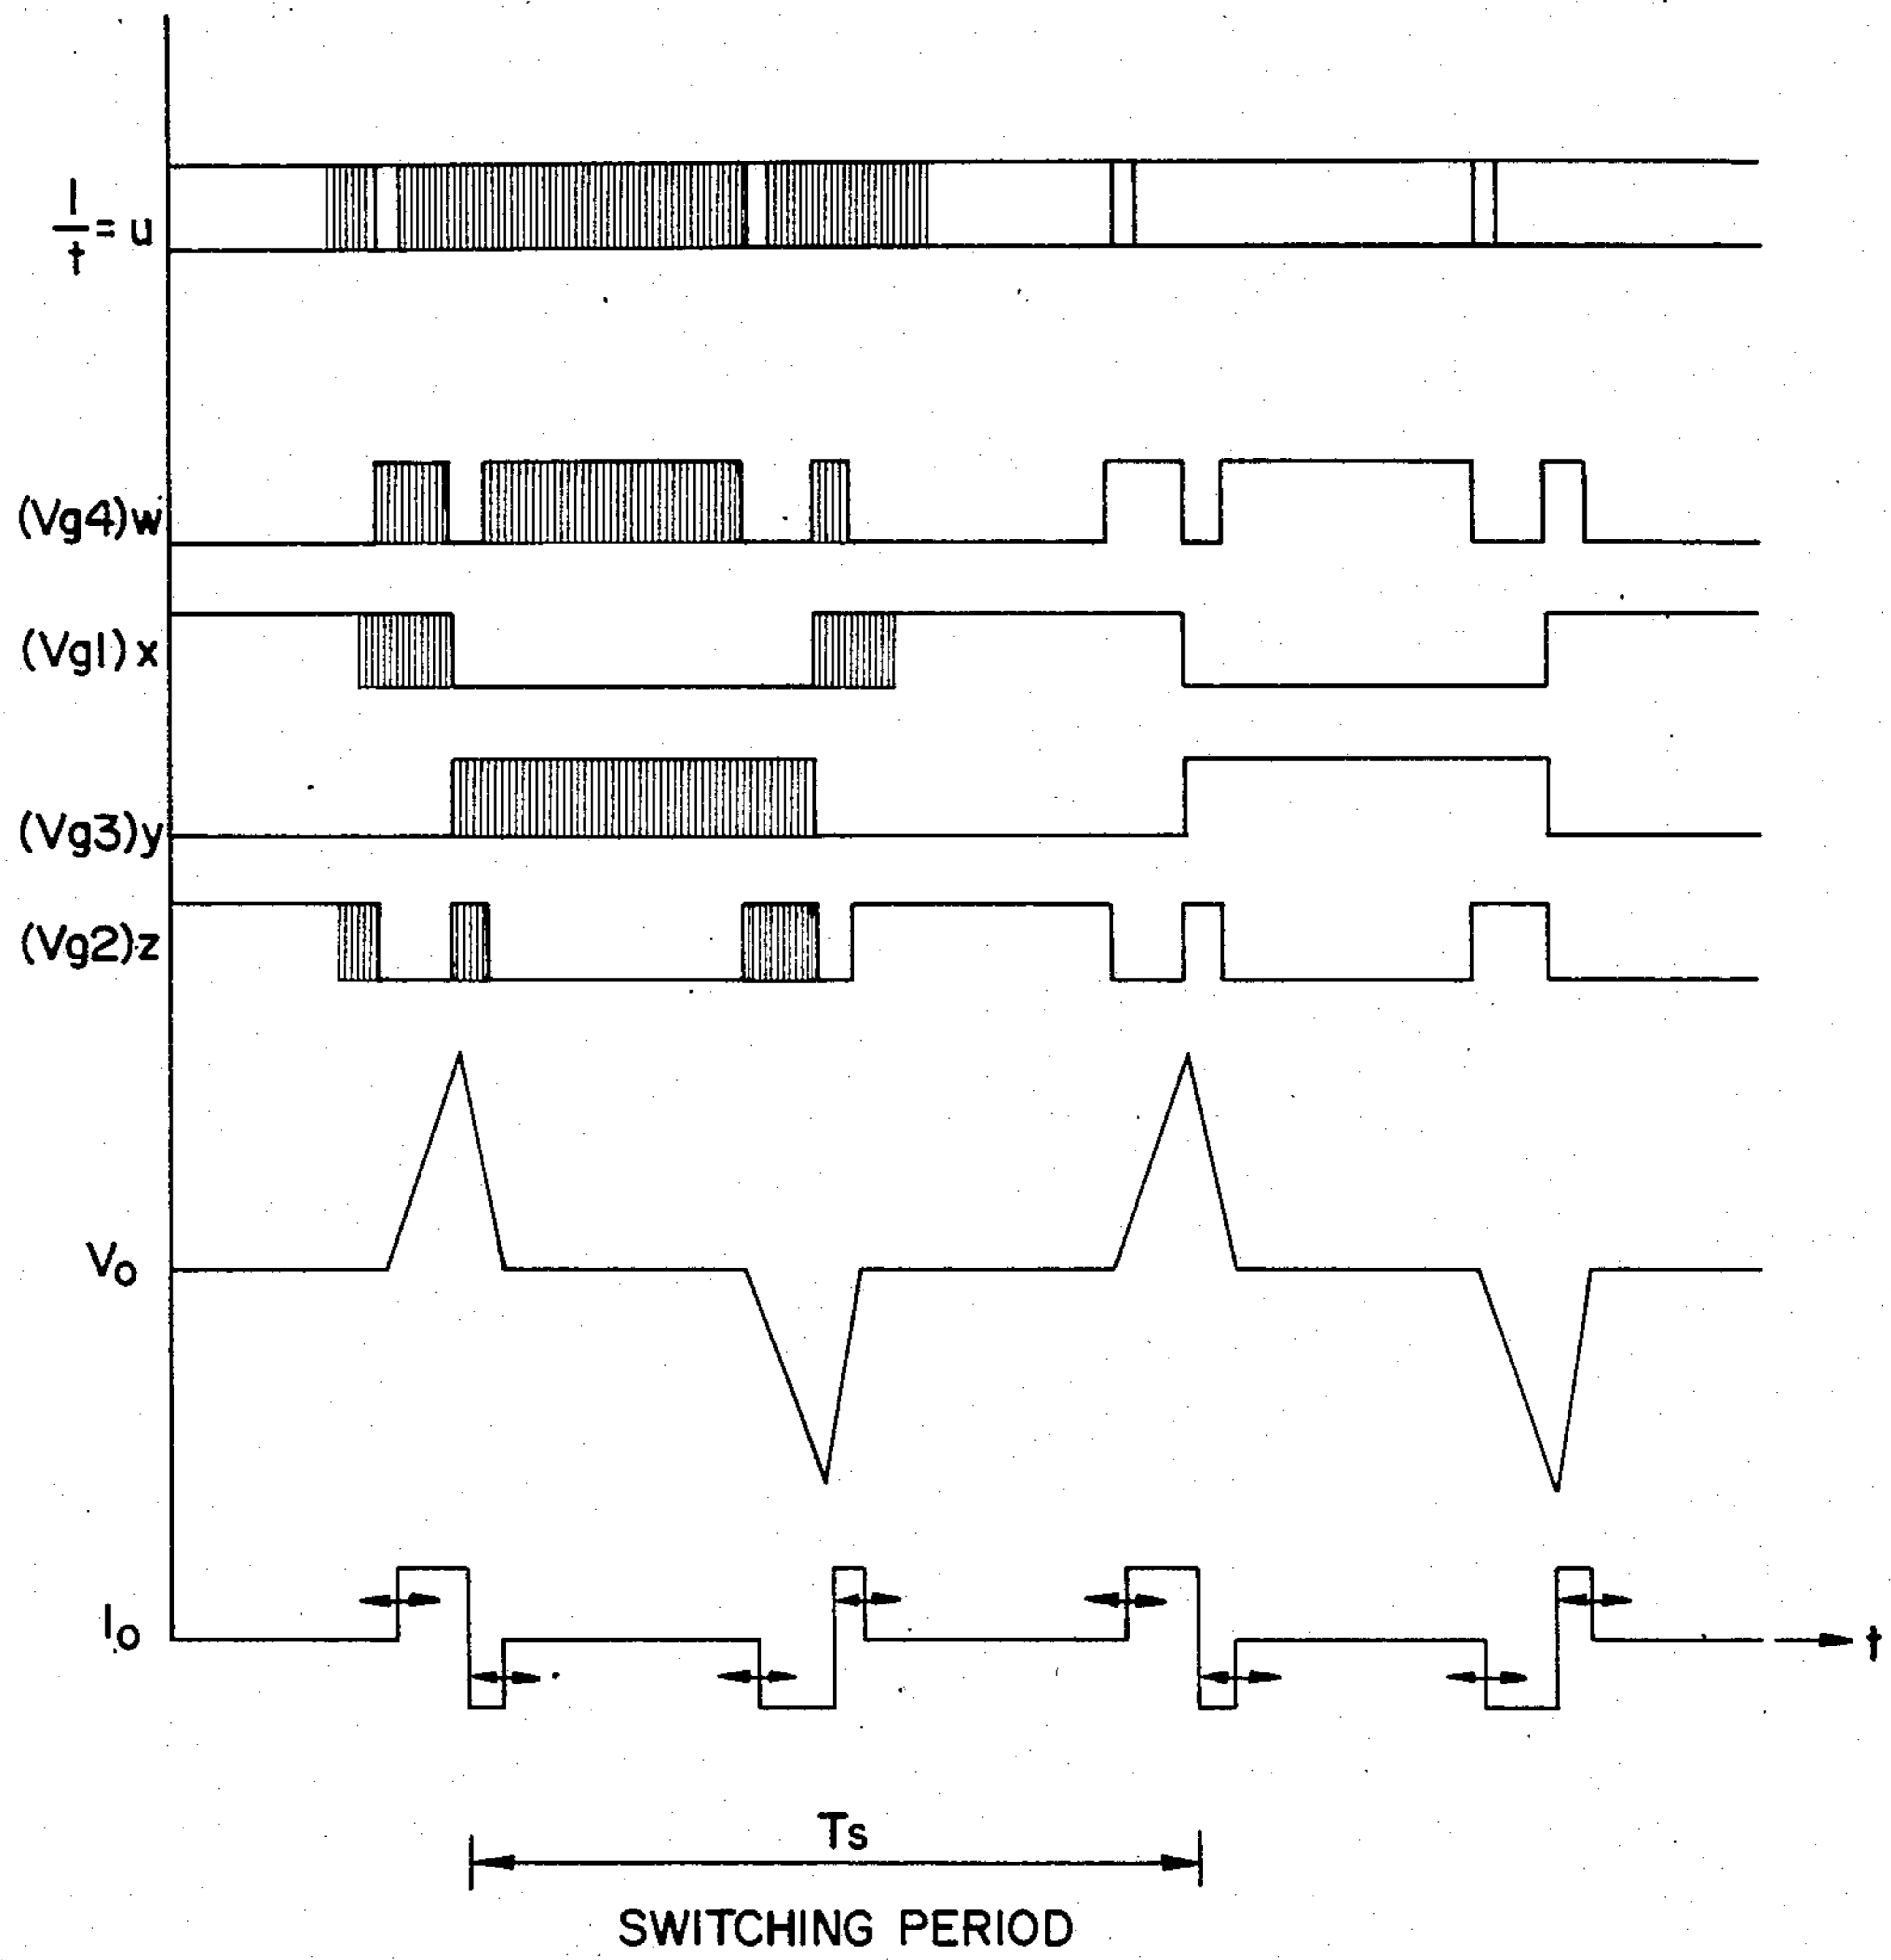 1/t = u
(Vg4)w
(Vg1)x
(Vg3)y
(Vg2)z
Vo
Io
t
Ts
SWITCHING PERIOD